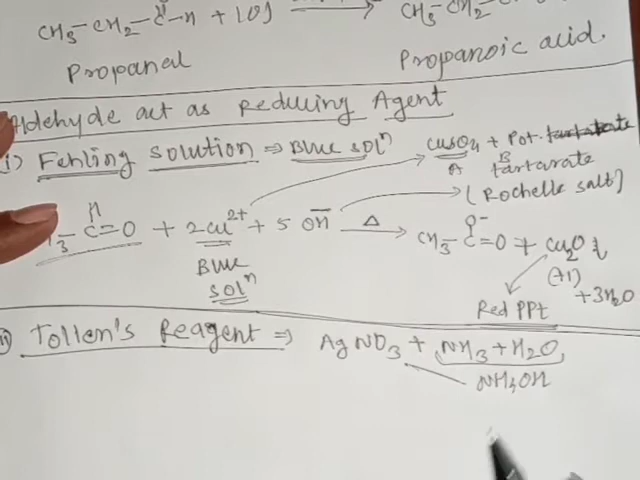 CH3-CH2-C-H + [O] → CH3-CH2-
Propanal Propanoic acid.
Aldehyde act as Reducing Agent
i) Fehling solution ⇒ Blue solⁿ CuSO4 + Pot.
A B tartarate
(Rochelle salt)
H O⁻
3-C=O + 2Cu²⁺ + 5 OH⁻ —Δ→ CH3-C=O + Cu2O↓
Blue solⁿ (+1) + 3H2O
Red PPt
ii) Tollen's Reagent ⇒ AgNO3 + NH3 + H2O
NH4OH